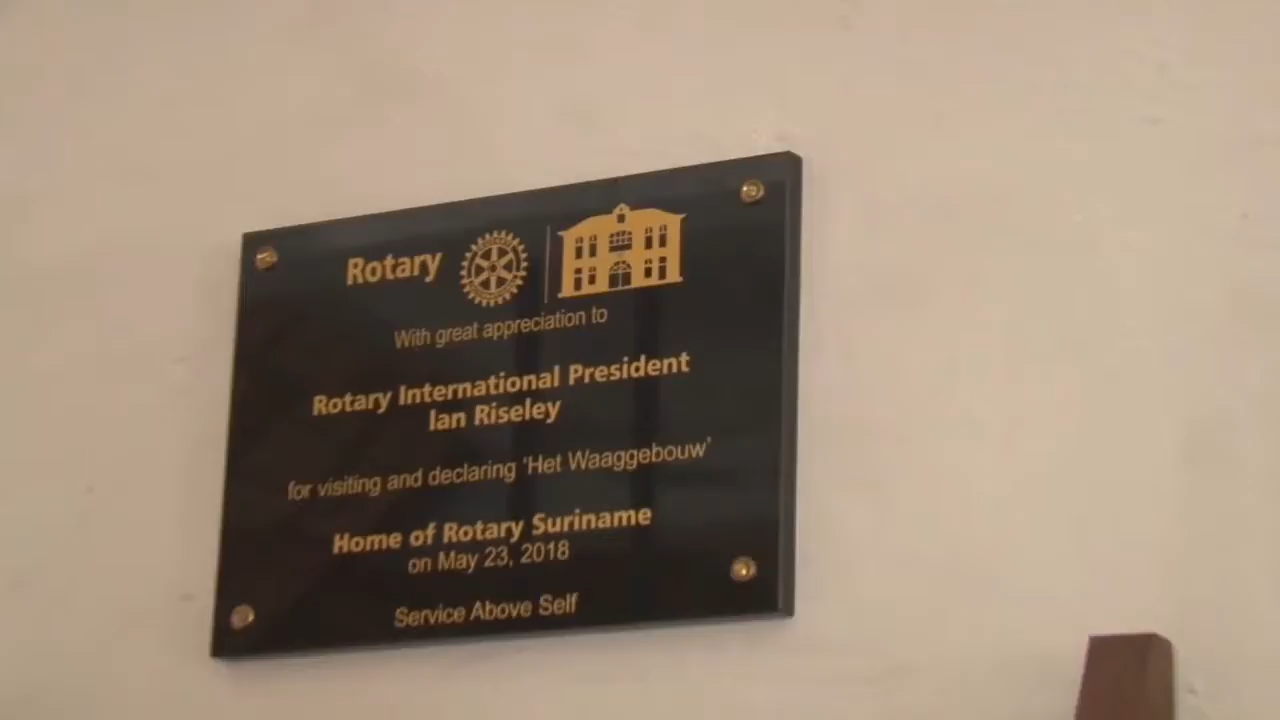 Rotary
With great appreciation to
Rotary International President
Ian Riseley
for visiting and declaring ‘Het Waaggebouw’
Home of Rotary Suriname
on May 23, 2018
Service Above Self